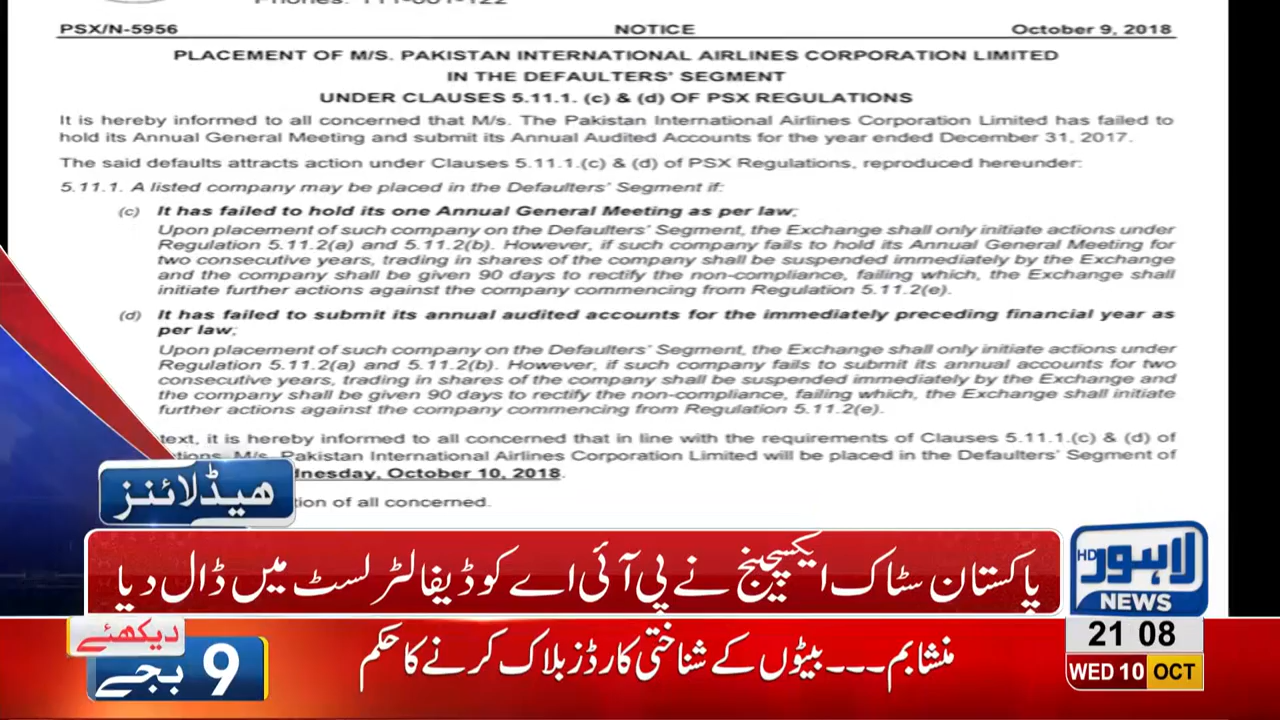 PSX/N-5956 NOTICE October 9, 2018
PLACEMENT OF M/S. PAKISTAN INTERNATIONAL AIRLINES CORPORATION LIMITED
IN THE DEFAULTERS' SEGMENT
UNDER CLAUSES 5.11.1. (c) & (d) OF PSX REGULATIONS
It is hereby informed to all concerned that M/s. The Pakistan International Airlines Corporation Limited has failed to
hold its Annual General Meeting and submit its Annual Audited Accounts for the year ended December 31, 2017.
The said defaults attracts action under Clauses 5.11.1.(c) & (d) of PSX Regulations, reproduced hereunder:
5.11.1. A listed company may be placed in the Defaulters' Segment if:
(c) It has failed to hold its one Annual General Meeting as per law;
Upon placement of such company on the Defaulters' Segment, the Exchange shall only initiate actions under
Regulation 5.11.2(a) and 5.11.2(b). However, if such company fails to hold its Annual General Meeting for
two consecutive years, trading in shares of the company shall be suspended immediately by the Exchange
and the company shall be given 90 days to rectify the non-compliance, failing which, the Exchange shall
initiate further actions against the company commencing from Regulation 5.11.2(e).
(d) It has failed to submit its annual audited accounts for the immediately preceding financial year as
per law;
Upon placement of such company on the Defaulters' Segment, the Exchange shall only initiate actions under
Regulation 5.11.2(a) and 5.11.2(b). However, if such company fails to submit its annual accounts for two
consecutive years, trading in shares of the company shall be suspended immediately by the Exchange and
the company shall be given 90 days to rectify the non-compliance, failing which, the Exchange shall initiate
further actions against the company commencing from Regulation 5.11.2(e).
text, it is hereby informed to all concerned that in line with the requirements of Clauses 5.11.1.(c) & (d) of
M/s. Pakistan International Airlines Corporation Limited will be placed in the Defaulters' Segment of
nesday, October 10, 2018.
tion of all concerned.
ھیڈلائنز
پاکستان سٹاک ایکسچینج نے پی آئی اے کو ڈیفالٹر لسٹ میں ڈال دیا
لاہور HD
NEWS
21 08
WED 10 OCT
دیکھئے
9 بجے
منشا بم ۔۔۔ بیٹوں کے شناختی کارڈز بلاک کرنے کا حکم